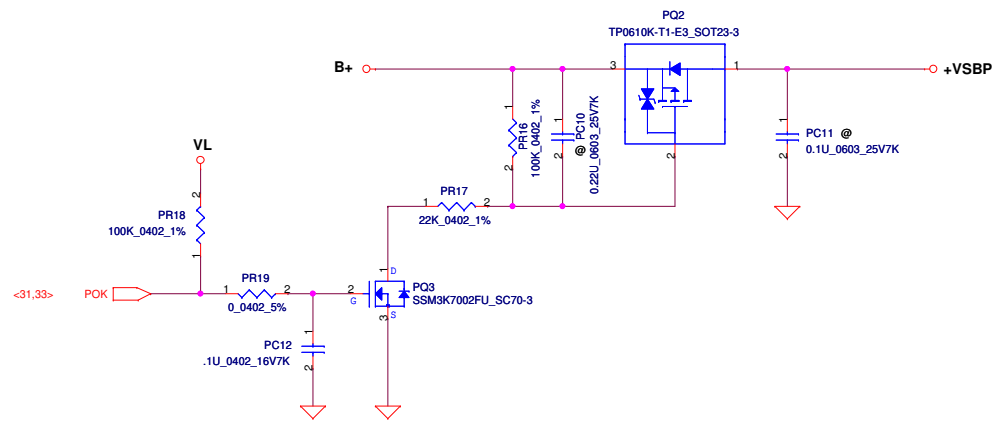 PQ2
TP0610K-T1-E3_SOT23-3
B+
3
1
+VSBP
1
PR16
100K_0402_1%
2
1
@ PC10
0.22U_0603_25V7K
2
2
1
PC11 @
0.1U_0603_25V7K
2
VL
2
PR18
100K_0402_1%
1
PR17
1
2
22K_0402_1%
<31,33>
POK
PR19
1
2
0_0402_5%
1
D
2
G
PQ3
SSM3K7002FU_SC70-3
3
S
1
PC12
.1U_0402_16V7K
2